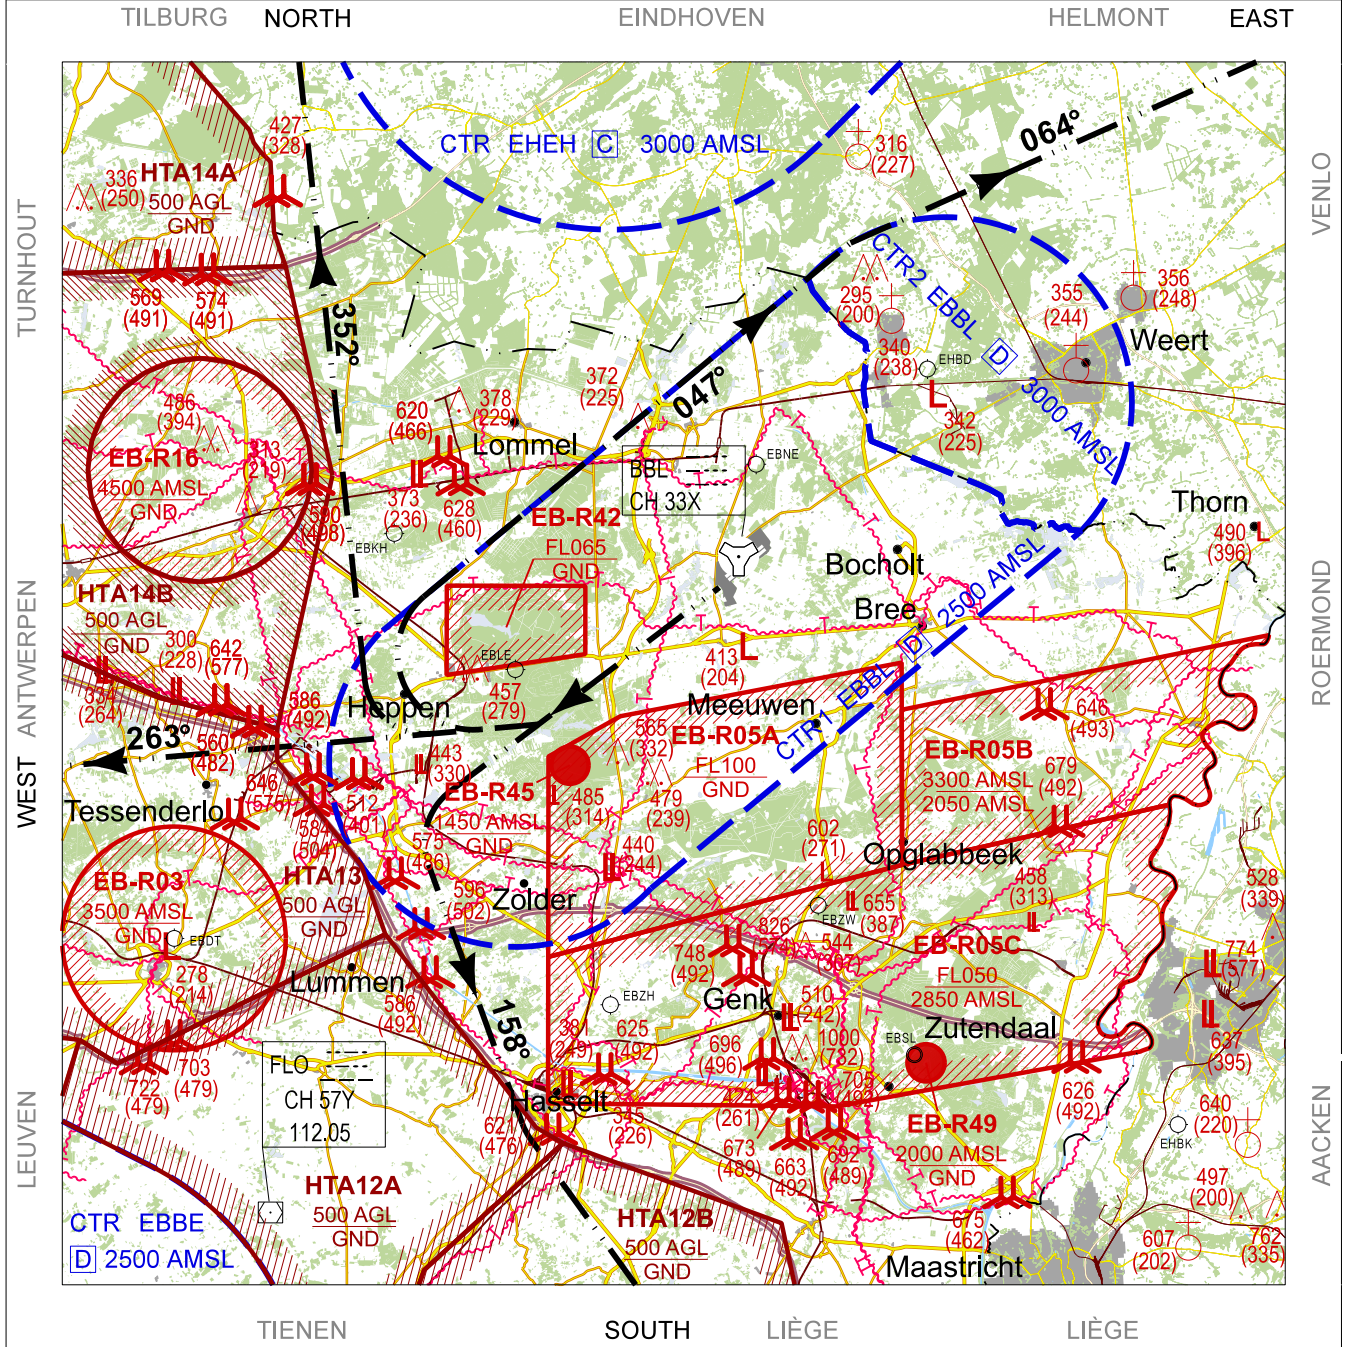 TILBURG
NORTH
EINDHOVEN
HELMONT
EAST
TURNHOUT
ANTWERPEN
WEST
LEUVEN
VENLO
ROERMOND
AACKEN
TIENEN
SOUTH
LIÈGE
LIÈGE
427
(328)
336
(250)
HTA14A
500 AGL
GND
CTR EHEH C 3000 AMSL
316
(227)
064°
569
(491)
574
(491)
352°
CTR2 EBBL D 3000 AMSL
295
(200)
340
(238)
EHBD
355
(244)
356
(248)
Weert
342
(225)
047°
372
(225)
378
(229)
620
(466)
Lommel
486
(394)
EB-R16
4500 AMSL
GND
(219)
(498)
373
(236)
628
(460)
EBKH
BBL
CH 33X
EBNE
EB-R42
FL065
GND
Thorn
490
(396)
Bocholt
Bree
HTA14B
500 AGL
GND
300
(228)
642
(577)
334
(264)
586
(492)
560
(482)
263°
Heppen
EBLE
457
(279)
413
(204)
Meeuwen
CTR1 EBBL D 2500 AMSL
565
(332)
EB-R05A
FL100
GND
646
(493)
EB-R05B
3300 AMSL
2050 AMSL
679
(492)
443
(330)
EB-R45
1450 AMSL
GND
485
(314)
479
(239)
Tessenderlo
646
(575)
512
(401)
584
(504)
575
(486)
440
(344)
602
(271)
Opglabbeek
458
(313)
EB-R03
3500 AMSL
GND
EBDT
278
(214)
HTA13
500 AGL
GND
596
(502)
Zolder
EBZW
655
(387)
528
(339)
826
(574)
544
(307)
EB-R05C
FL050
2850 AMSL
774
(577)
748
(492)
Lummen
586
(492)
Genk
510
(242)
EBZH
158°
Zutendaal
EBSL
637
(395)
381
(249)
625
(492)
696
(496)
1000
(782)
705
703
(479)
722
(479)
FLO
CH 57Y
112.05
Hasselt
345
(226)
621
(476)
424
(261)
673
(489)
663
(492)
692
(489)
EB-R49
2000 AMSL
GND
626
(492)
640
(220)
EHBK
497
(200)
675
(462)
607
(202)
762
(335)
HTA12A
500 AGL
GND
HTA12B
500 AGL
GND
CTR EBBE
D 2500 AMSL
Maastricht